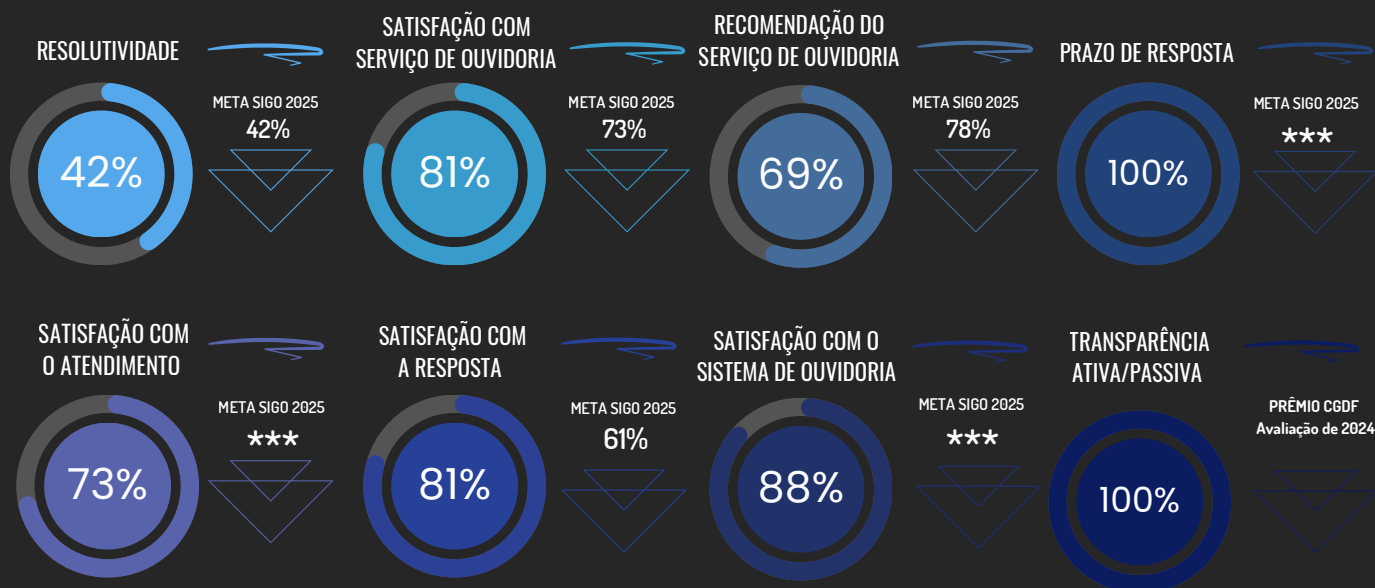 RESOLUTIVIDADE
META SIGO 2025
42%
42%
SATISFAÇÃO COM
SERVIÇO DE OUVIDORIA
META SIGO 2025
73%
81%
RECOMENDAÇÃO DO
SERVIÇO DE OUVIDORIA
META SIGO 2025
78%
69%
PRAZO DE RESPOSTA
META SIGO 2025
***
100%
SATISFAÇÃO COM
O ATENDIMENTO
META SIGO 2025
***
73%
SATISFAÇÃO COM
A RESPOSTA
META SIGO 2025
61%
81%
SATISFAÇÃO COM O
SISTEMA DE OUVIDORIA
META SIGO 2025
***
88%
TRANSPARÊNCIA
ATIVA/PASSIVA
PRÊMIO CGDF
Avaliação de 2024
100%